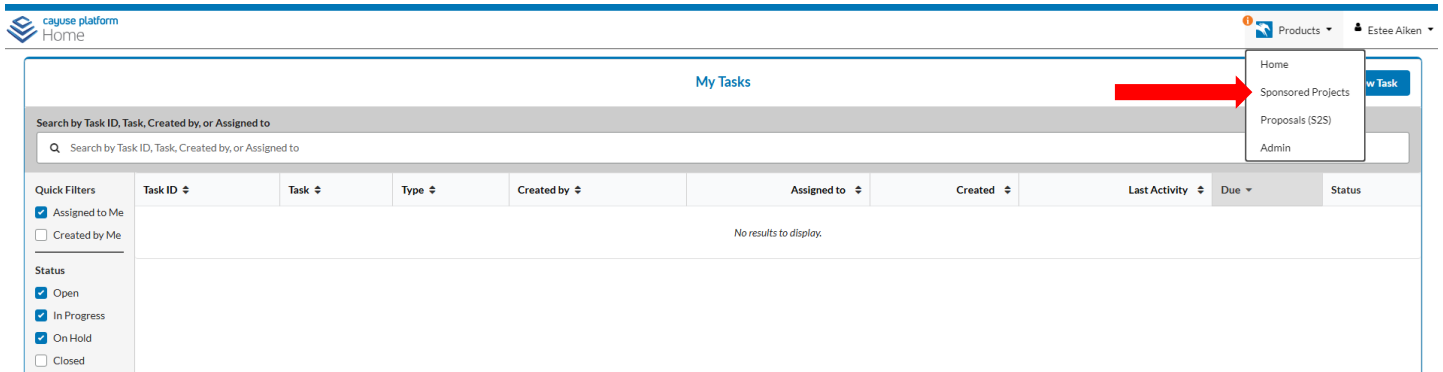 cayuse platform
Home
Products
Estee Aiken
Home
Sponsored Projects
Proposals (S2S)
Admin
My Tasks
w Task
Search by Task ID, Task, Created by, or Assigned to
Search by Task ID, Task, Created by, or Assigned to
Quick Filters
Assigned to Me
Created by Me
Status
Open
In Progress
On Hold
Closed
Task ID Task Type Created by Assigned to Created Last Activity Due Status
No results to display.